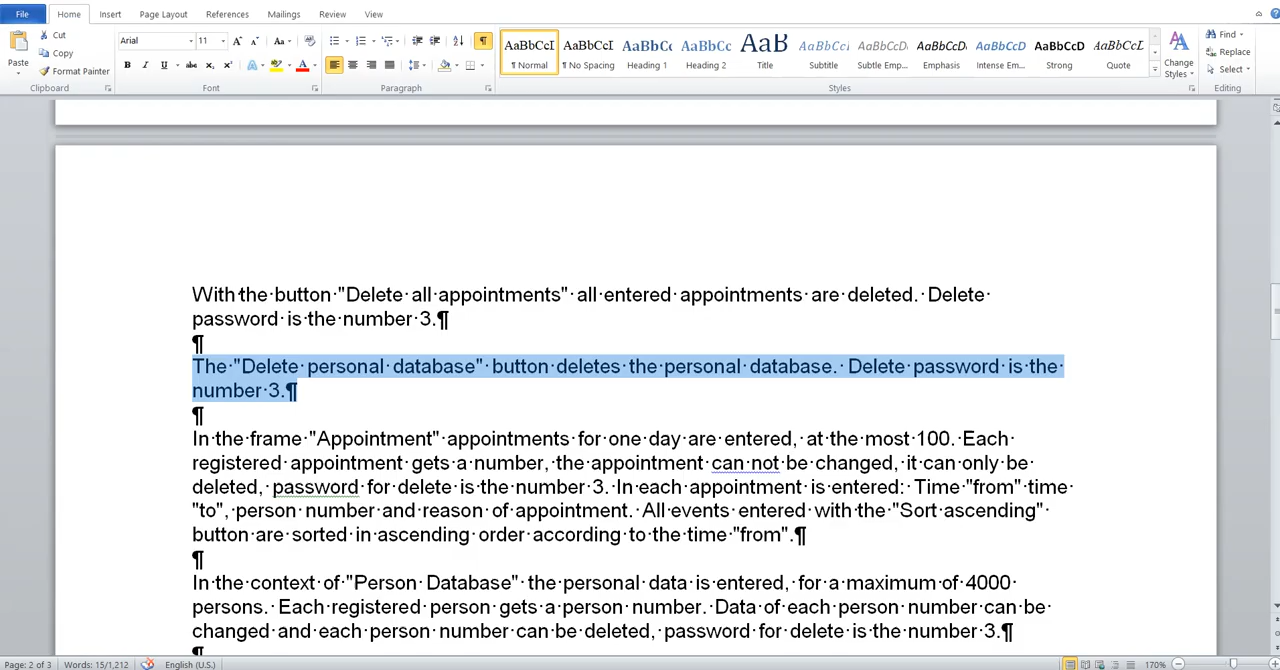 File Home Insert Page Layout References Mailings Review View
Paste Cut Copy Format Painter Clipboard
Arial 11 Font
Paragraph
AaBbCcI ¶ Normal AaBbCcI ¶ No Spacing AaBbCc Heading 1 AaBbCc Heading 2 AaB Title AaBbCcI Subtitle AaBbCcD Subtle Emp... AaBbCcD Emphasis AaBbCcD Intense Em... AaBbCcD Strong AaBbCcL Quote Change Styles Styles
Find Replace Select Editing
With the button "Delete all appointments" all entered appointments are deleted. Delete
password is the number 3.¶
¶
The "Delete personal database" button deletes the personal database. Delete password is the
number 3.¶
¶
In the frame "Appointment" appointments for one day are entered, at the most 100. Each
registered appointment gets a number, the appointment can not be changed, it can only be
deleted, password for delete is the number 3. In each appointment is entered: Time "from" time
"to", person number and reason of appointment. All events entered with the "Sort ascending"
button are sorted in ascending order according to the time "from".¶
¶
In the context of "Person Database" the personal data is entered, for a maximum of 4000
persons. Each registered person gets a person number. Data of each person number can be
changed and each person number can be deleted, password for delete is the number 3.¶
¶
Page: 2 of 3 Words: 15/1,212 English (U.S.) 170%